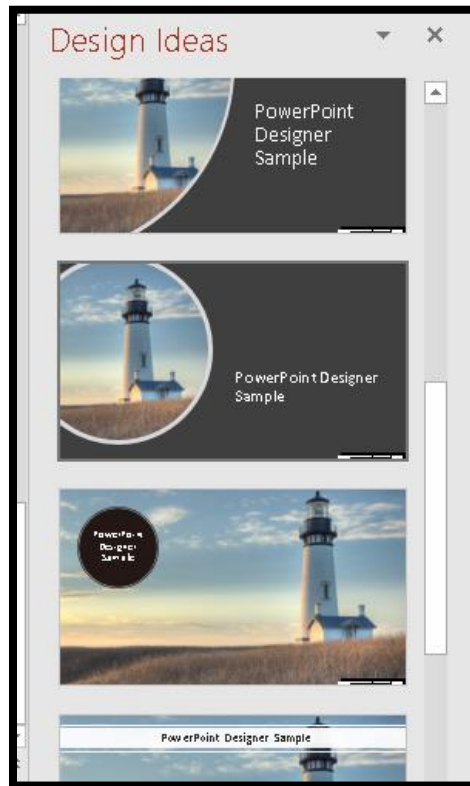 Design Ideas
PowerPoint
Designer
Sample
PowerPoint Designer
Sample
PowerPoint
Designer
Sample
PowerPoint Designer Sample